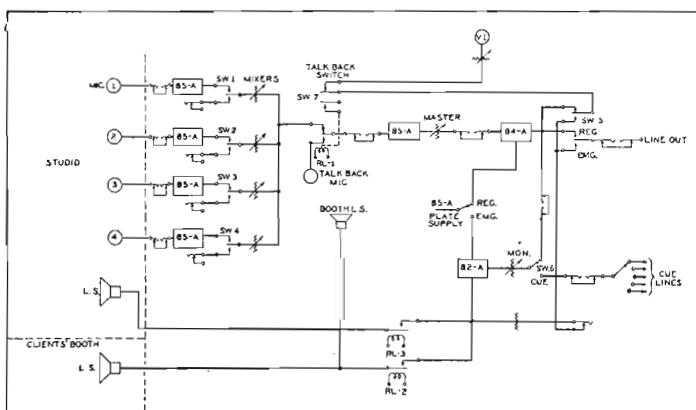 VI
TALK BACK
SWITCH
MIC. 1
85-A
SW.1
MIXERS
SW.7
SW.5
2
85-A
SW.2
MASTER
85-A
84-A
REG.
EMG.
LINE OUT
STUDIO
RL-1
TALK BACK
MIC
3
85-A
SW.3
85-A
PLATE
SUPPLY
REG.
EMG.
BOOTH L.S.
4
85-A
SW.4
82-A
MON.
SW.6
CUE
CUE
LINES
L.S.
RL-3
CLIENTS' BOOTH
L.S.
RL-2